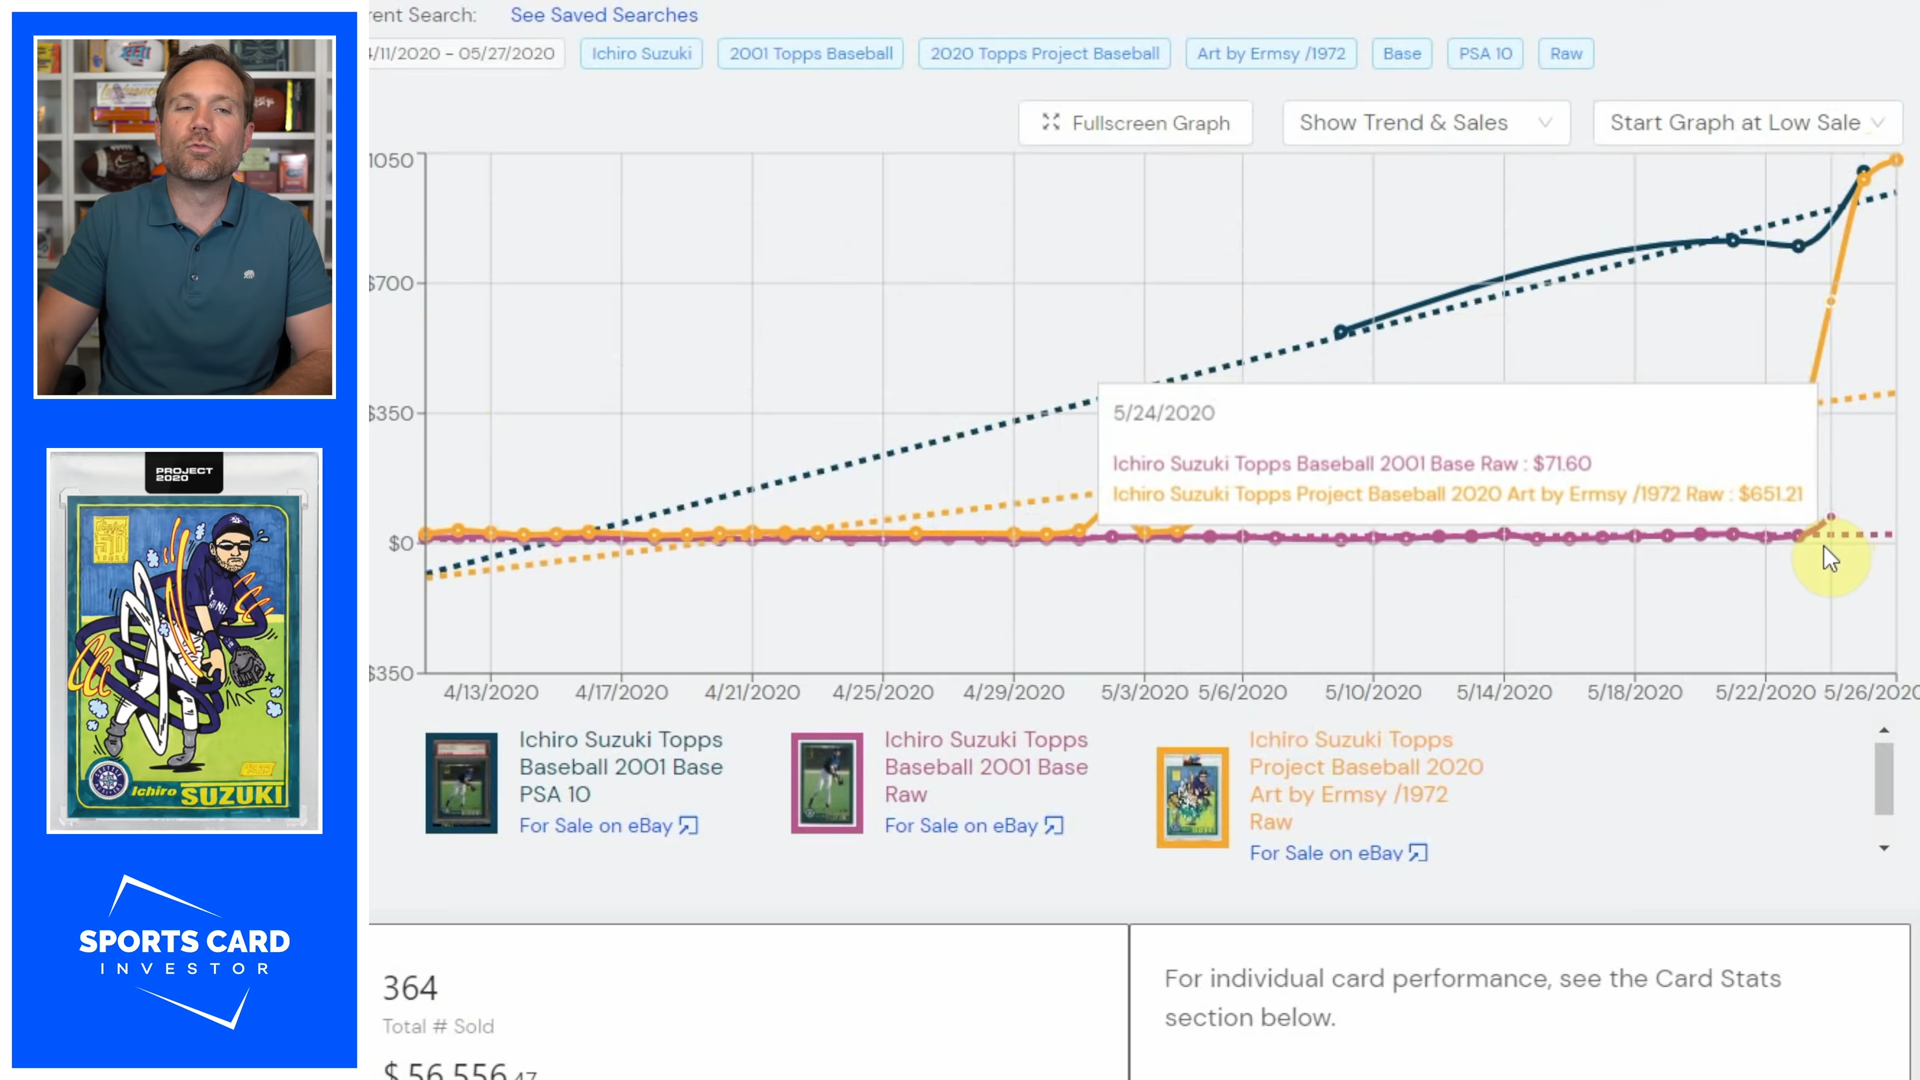 rent Search: See Saved Searches
4/11/2020 - 05/27/2020 Ichiro Suzuki 2001 Topps Baseball 2020 Topps Project Baseball Art by Ermsy /1972 Base PSA 10 Raw
Fullscreen Graph Show Trend & Sales Start Graph at Low Sale
1050
$700
$350
$0
$350
5/24/2020
Ichiro Suzuki Topps Baseball 2001 Base Raw : $71.60
Ichiro Suzuki Topps Project Baseball 2020 Art by Ermsy /1972 Raw : $651.21
4/13/2020 4/17/2020 4/21/2020 4/25/2020 4/29/2020 5/3/2020 5/6/2020 5/10/2020 5/14/2020 5/18/2020 5/22/2020 5/26/2020
Ichiro Suzuki Topps
Baseball 2001 Base
PSA 10
For Sale on eBay
Ichiro Suzuki Topps
Baseball 2001 Base
Raw
For Sale on eBay
Ichiro Suzuki Topps
Project Baseball 2020
Art by Ermsy /1972
Raw
For Sale on eBay
364
Total # Sold
$ 56,556.47
For individual card performance, see the Card Stats
section below.
PROJECT
2020
Ichiro SUZUKI
SPORTS CARD
INVESTOR